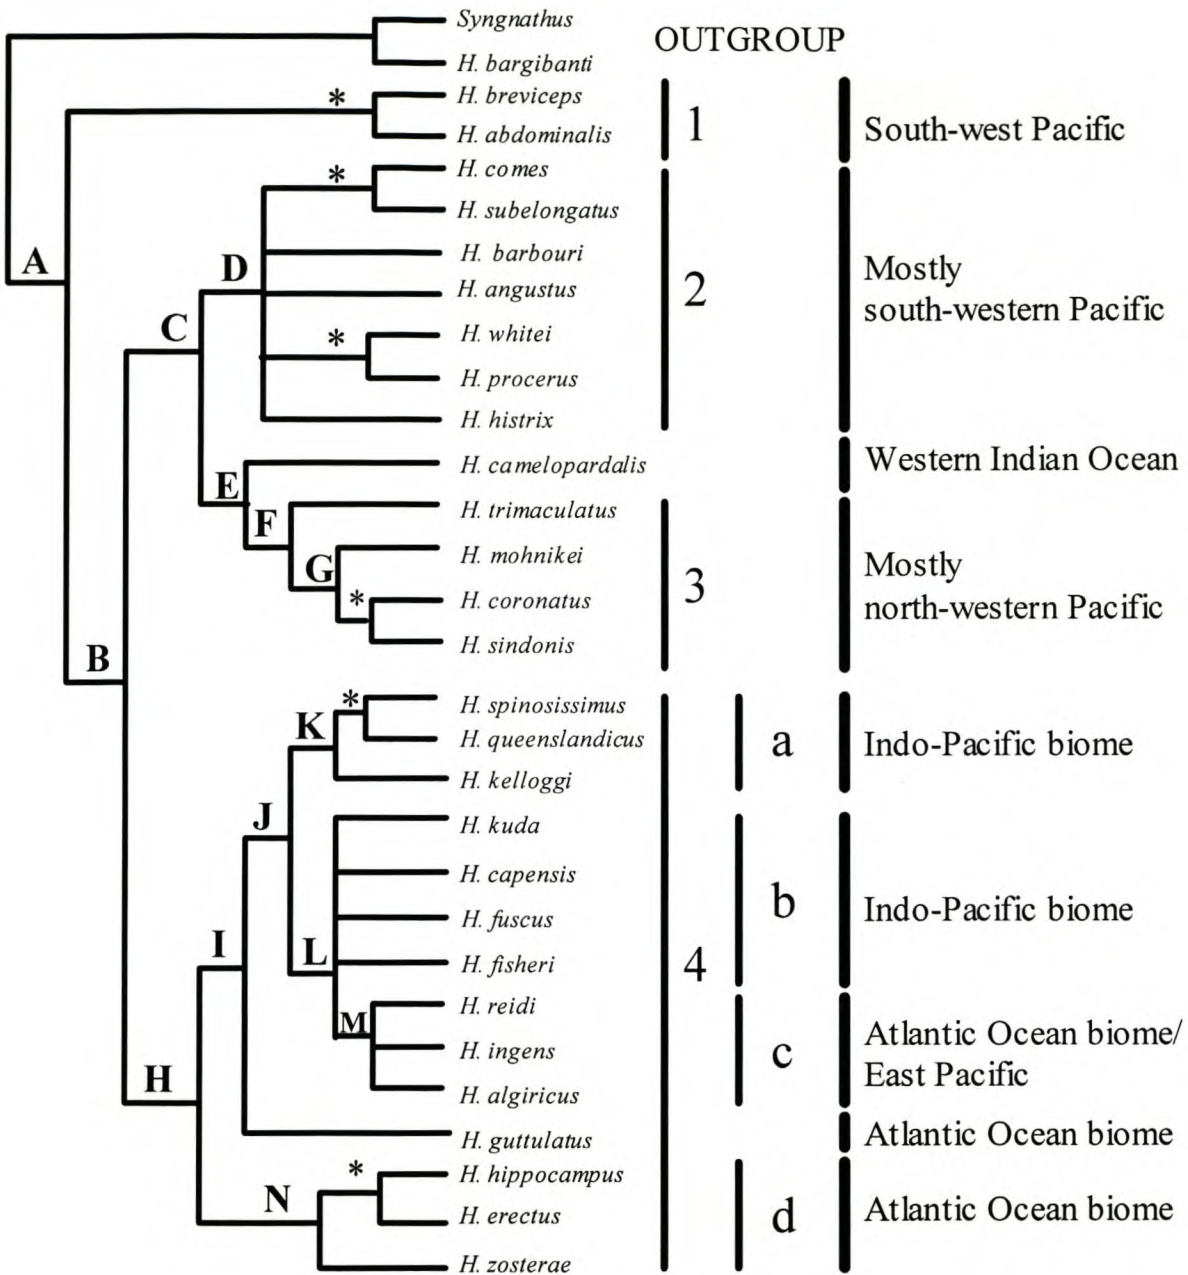 Syngnathus
OUTGROUP
H. bargibanti
*
H. breviceps
1
South-west Pacific
H. abdominalis
*
H. comes
H. subelongatus
A
D
H. barbouri
2
Mostly
south-western Pacific
H. angustus
C
*
H. whitei
H. procerus
H. histrix
Western Indian Ocean
H. camelopardalis
E
F
H. trimaculatus
G
H. mohnikei
3
Mostly
north-western Pacific
*
H. coronatus
H. sindonis
B
*
H. spinosissimus
K
H. queenslandicus
a
Indo-Pacific biome
H. kelloggi
J
H. kuda
H. capensis
b
Indo-Pacific biome
H. fuscus
I
L
H. fisheri
4
M
H. reidi
H. ingens
c
Atlantic Ocean biome/
East Pacific
H
H. algiricus
H. guttulatus
Atlantic Ocean biome
*
H. hippocampus
N
H. erectus
d
Atlantic Ocean biome
H. zosterae